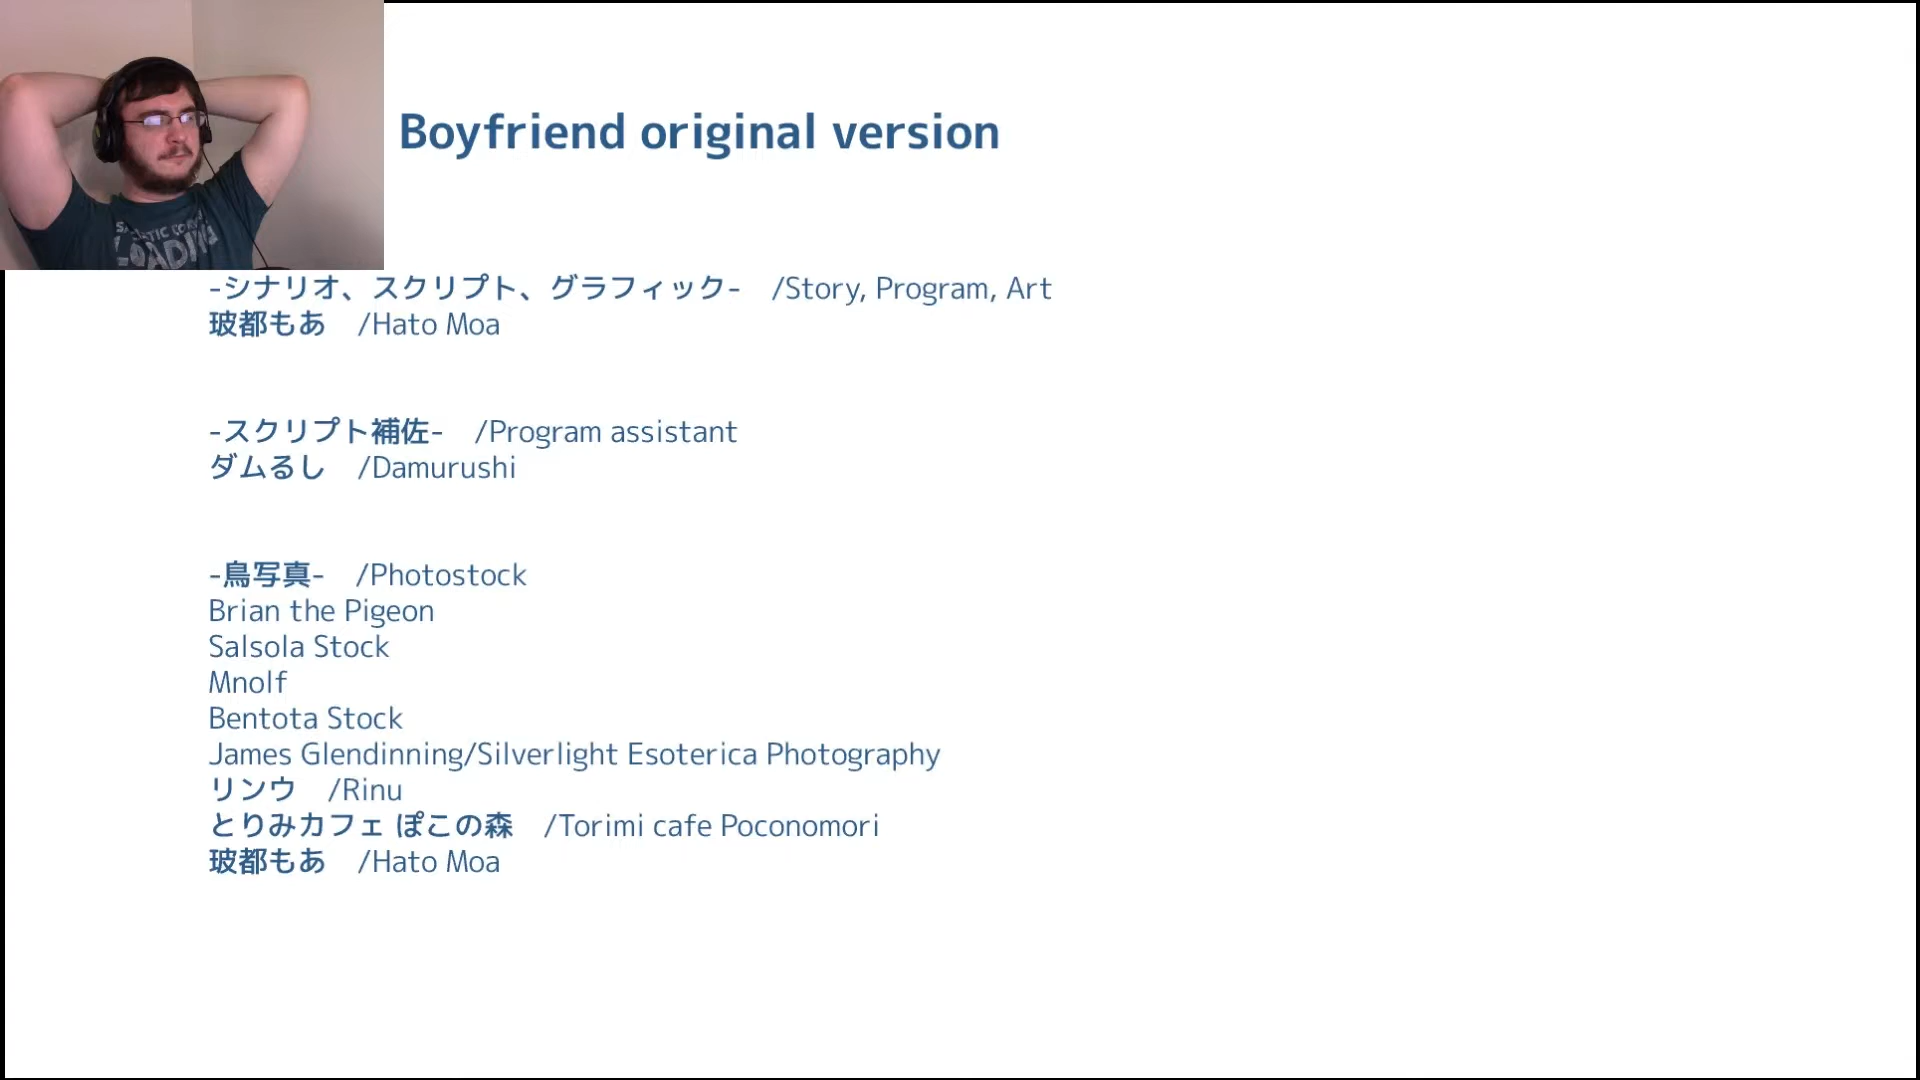 Boyfriend original version
LOADING
-シナリオ、スクリプト、グラフィック- /Story, Program, Art
玻都もあ /Hato Moa
-スクリプト補佐- /Program assistant
ダムるし /Damurushi
-鳥写真- /Photostock
Brian the Pigeon
Salsola Stock
Mnolf
Bentota Stock
James Glendinning/Silverlight Esoterica Photography
リンウ /Rinu
とりみカフェ ぽこの森 /Torimi cafe Poconomori
玻都もあ /Hato Moa